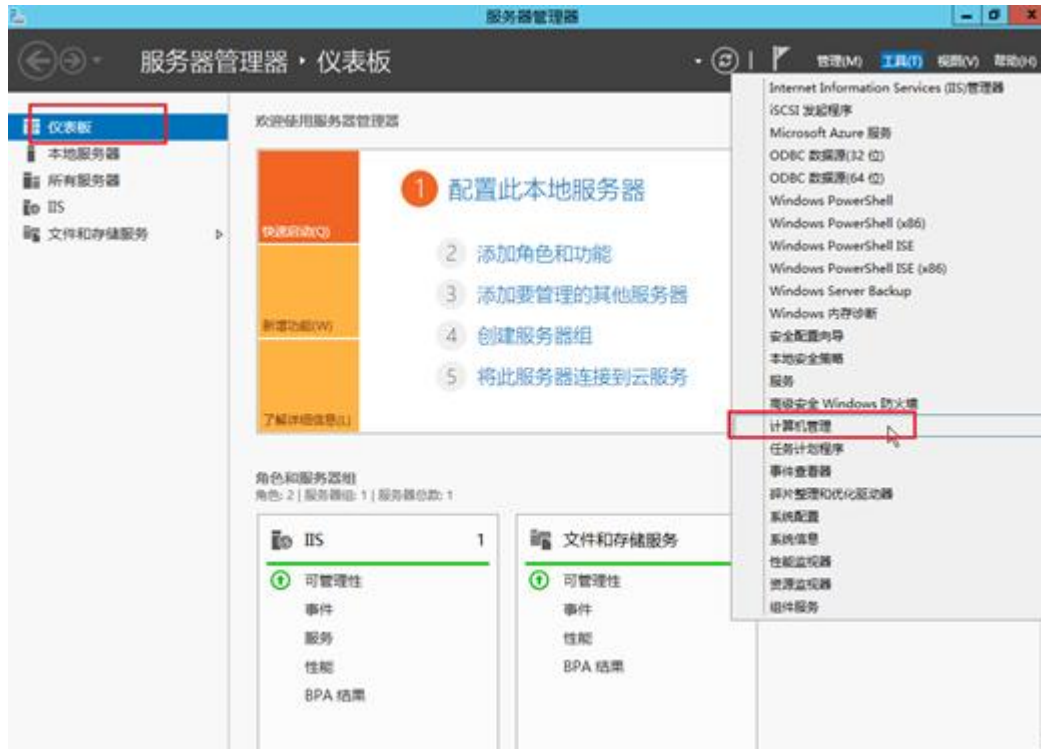 服务器管理器
服务器管理器 · 仪表板
管理(M) 工具(T) 视图(V) 帮助(H)
仪表板
本地服务器
所有服务器
IIS
文件和存储服务
欢迎使用服务器管理器
快速启动(Q)
新增功能(W)
了解详细信息(L)
1 配置此本地服务器
2 添加角色和功能
3 添加要管理的其他服务器
4 创建服务器组
5 将此服务器连接到云服务
角色和服务器组
角色: 2 | 服务器组: 1 | 服务器总数: 1
IIS 1
可管理性
事件
服务
性能
BPA 结果
文件和存储服务
可管理性
事件
性能
BPA 结果
Internet Information Services (IIS)管理器
iSCSI 发起程序
Microsoft Azure 服务
ODBC 数据源(32 位)
ODBC 数据源(64 位)
Windows PowerShell
Windows PowerShell (x86)
Windows PowerShell ISE
Windows PowerShell ISE (x86)
Windows Server Backup
Windows 内存诊断
安全配置向导
本地安全策略
服务
高级安全 Windows 防火墙
计算机管理
任务计划程序
事件查看器
碎片整理和优化驱动器
系统配置
系统信息
性能监视器
资源监视器
组件服务